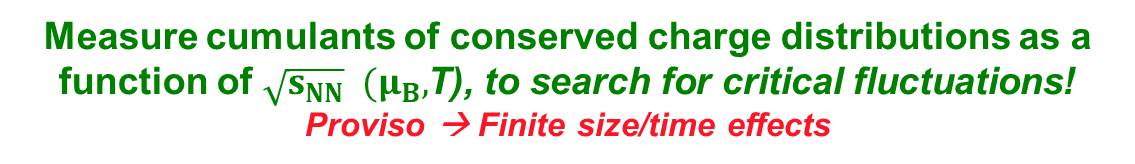 Measure cumulants of conserved charge distributions as a
function of √sNN (μB,T), to search for critical fluctuations!
Proviso → Finite size/time effects